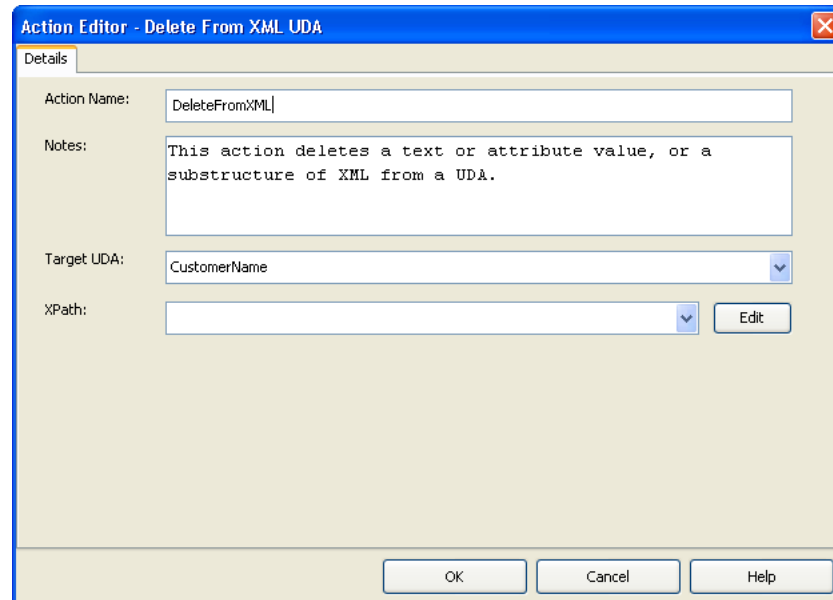 Action Editor - Delete From XML UDA
Details
Action Name:
DeleteFromXML
Notes:
This action deletes a text or attribute value, or a
substructure of XML from a UDA.
Target UDA:
CustomerName
XPath:
Edit
OK
Cancel
Help